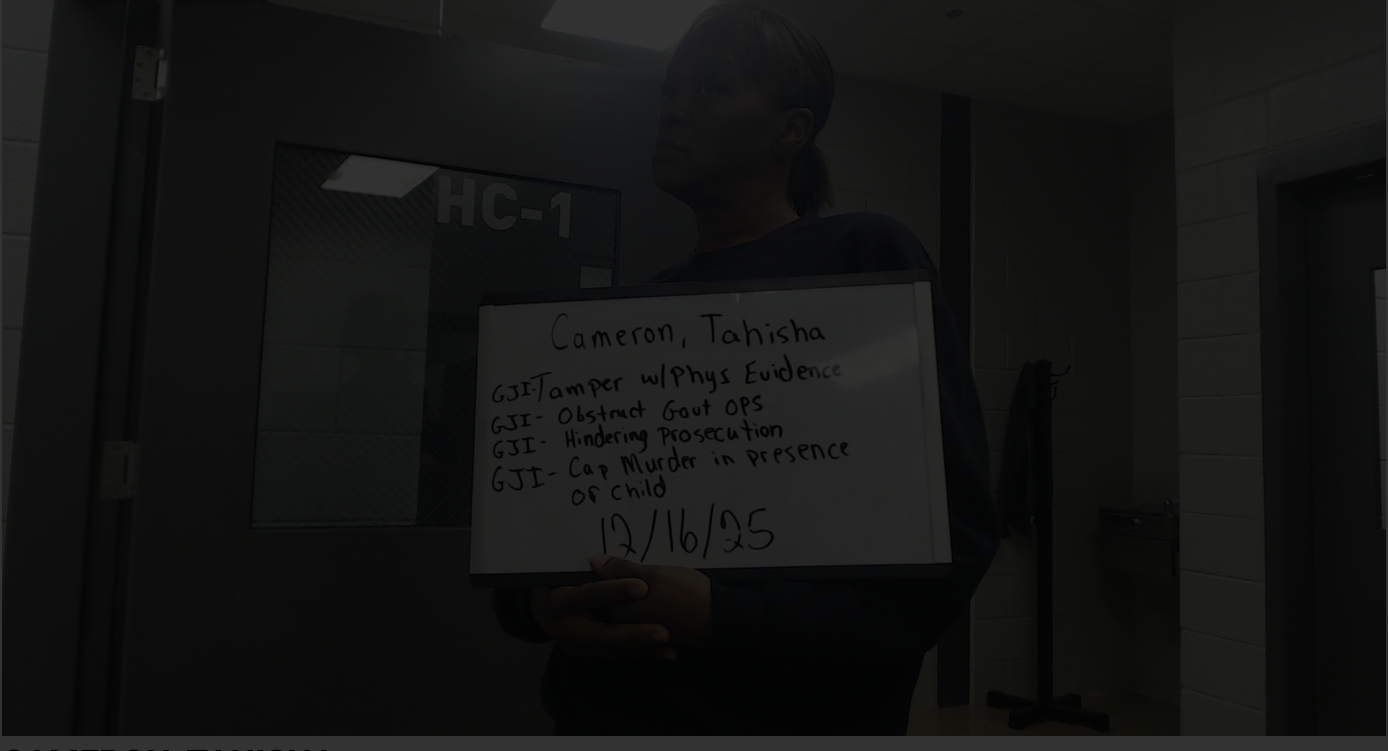 HC-1
Cameron, Tahisha
GJI-Tamper w/Phys Evidence
GJI- Obstruct Govt OPS
GJI- Hindering Prosecution
GJI- Cap Murder in presence
of child
12/16/25